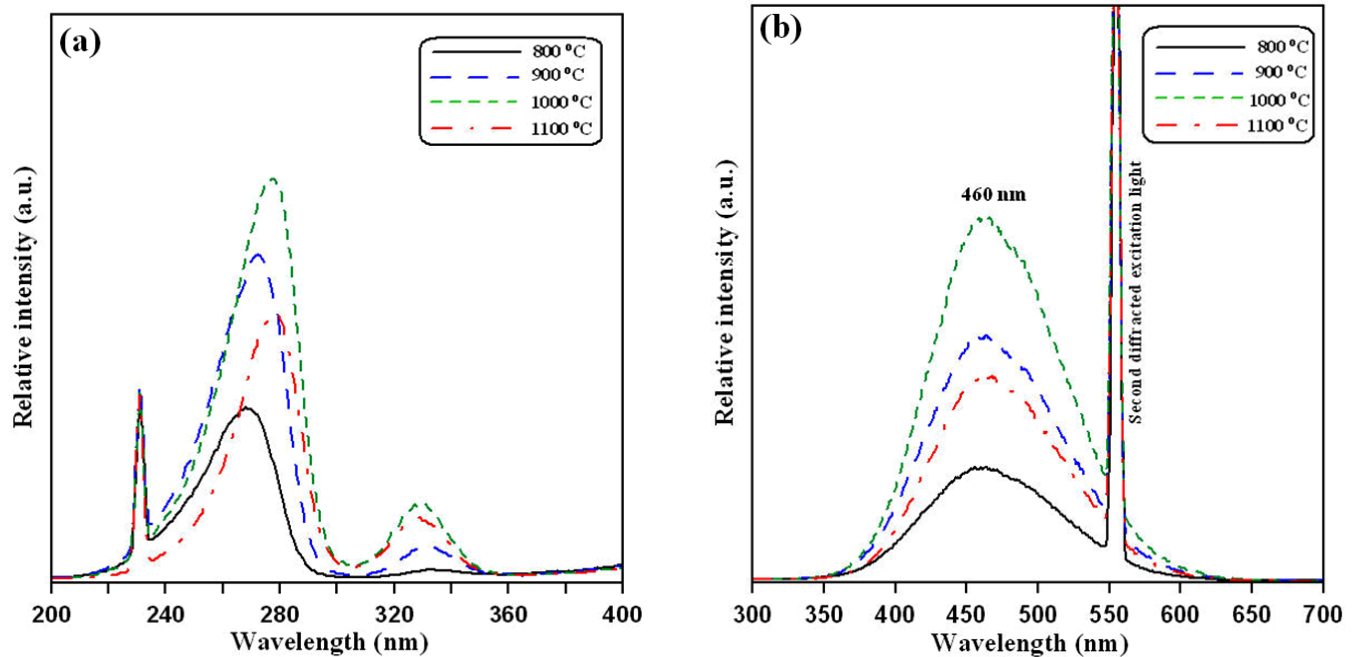 (a)
800 °C
900 °C
1000 °C
1100 °C
Relative intensity (a.u.)
200 240 280 320 360 400
Wavelength (nm)
(b)
800 °C
900 °C
1000 °C
1100 °C
460 nm
Second diffracted excitation light
Relative intensity (a.u.)
300 350 400 450 500 550 600 650 700
Wavelength (nm)